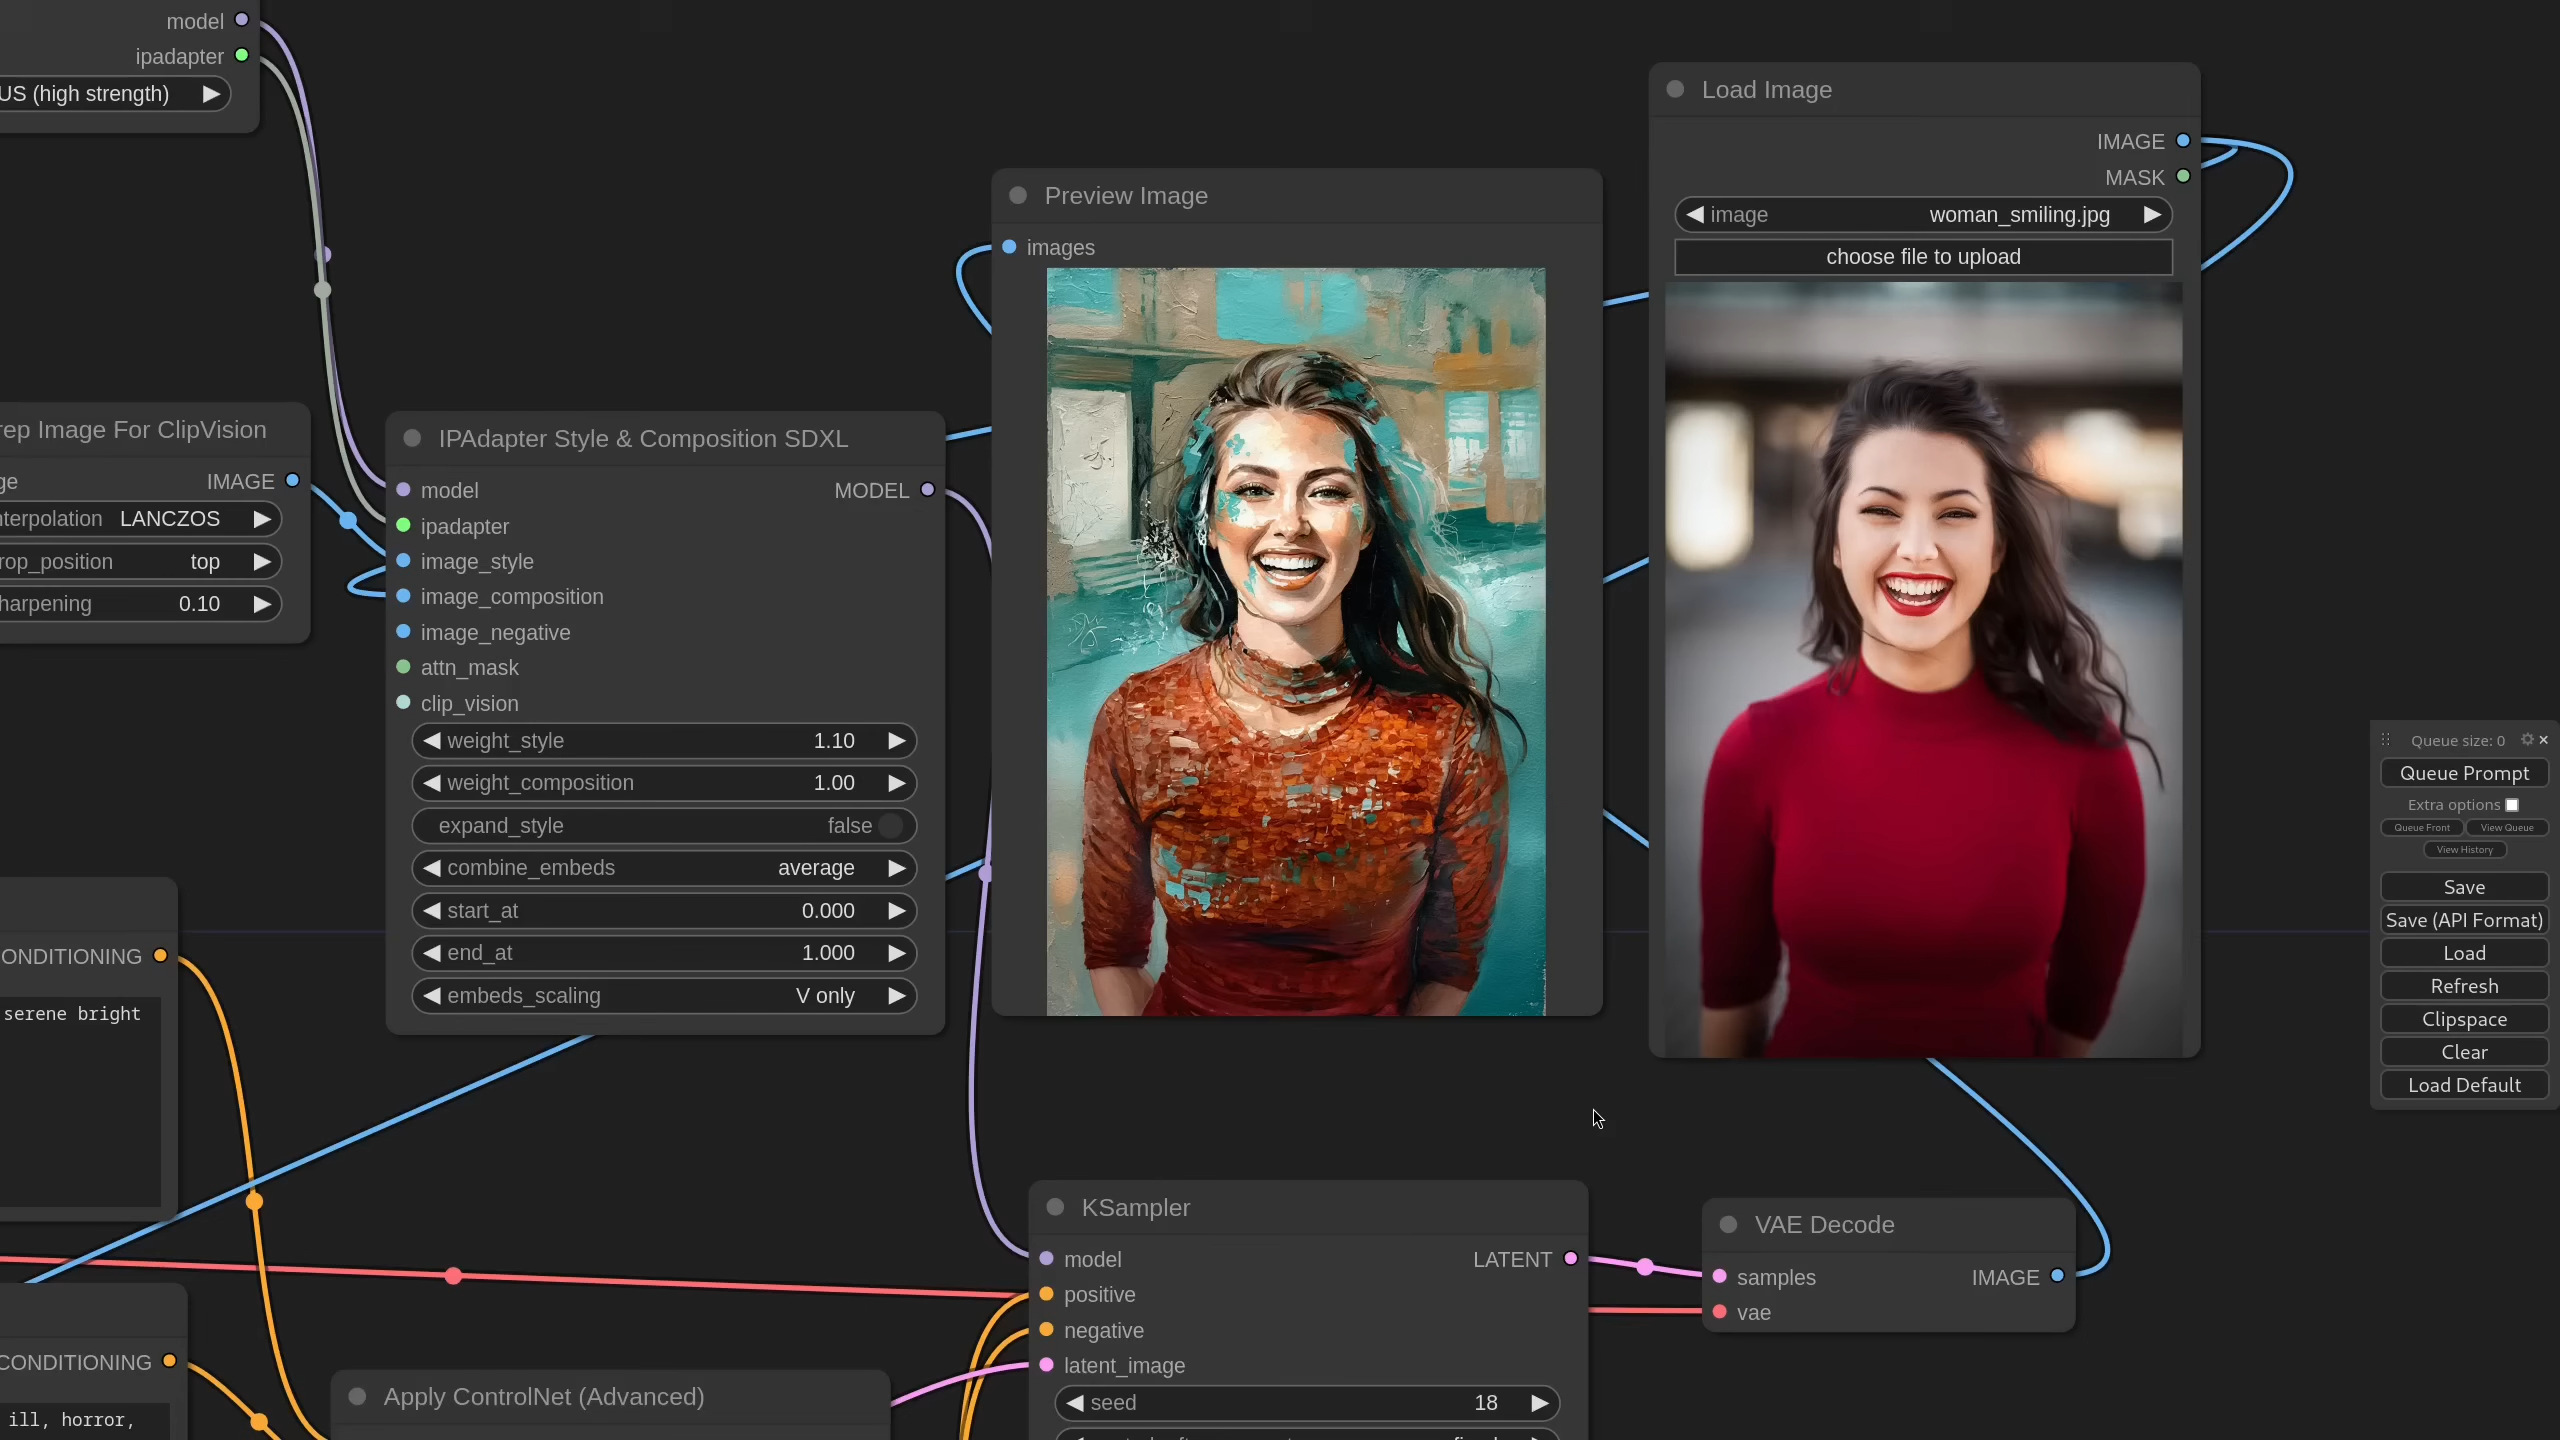 model
ipadapter
US (high strength)
rep Image For ClipVision
ge
IMAGE
nterpolation LANCZOS
rop_position top
harpening 0.10
IPAdapter Style & Composition SDXL
model
MODEL
ipadapter
image_style
image_composition
image_negative
attn_mask
clip_vision
weight_style 1.10
weight_composition 1.00
expand_style false
combine_embeds average
start_at 0.000
end_at 1.000
embeds_scaling V only
Preview Image
images
Load Image
IMAGE
MASK
image woman_smiling.jpg
choose file to upload
Queue size: 0
Queue Prompt
Extra options
Queue Front
View Queue
View History
Save
Save (API Format)
Load
Refresh
Clipspace
Clear
Load Default
ONDITIONING
serene bright
CONDITIONING
ill, horror,
Apply ControlNet (Advanced)
KSampler
model
LATENT
positive
negative
latent_image
seed 18
VAE Decode
samples
IMAGE
vae